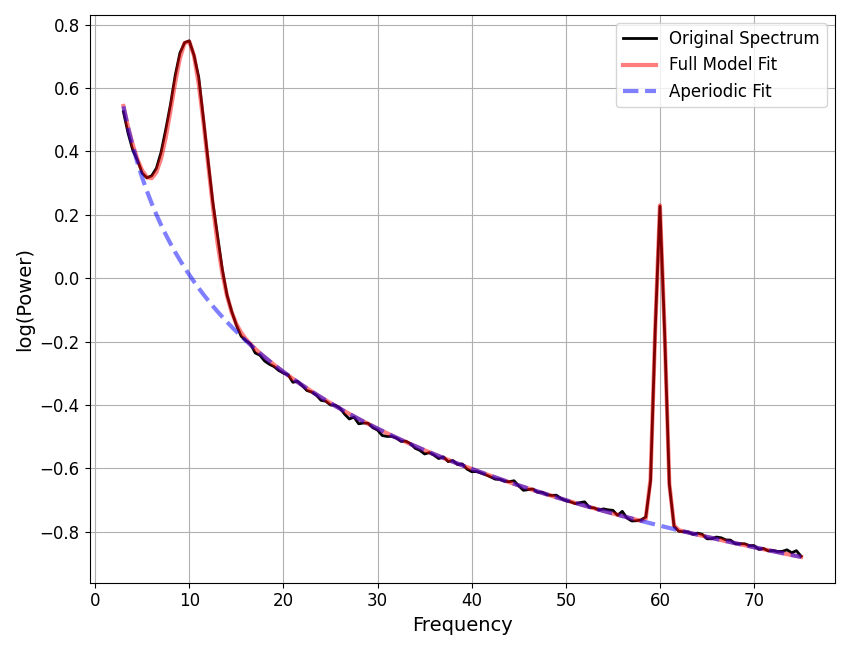 Original Spectrum
Full Model Fit
Aperiodic Fit
log(Power)
0.8
0.6
0.4
0.2
0.0
−0.2
−0.4
−0.6
−0.8
0 10 20 30 40 50 60 70
Frequency